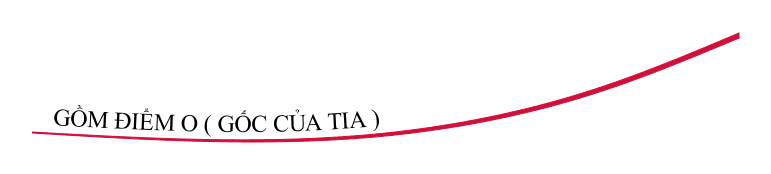 GỒM ĐIỂM O ( GỐC CỦA TIA )